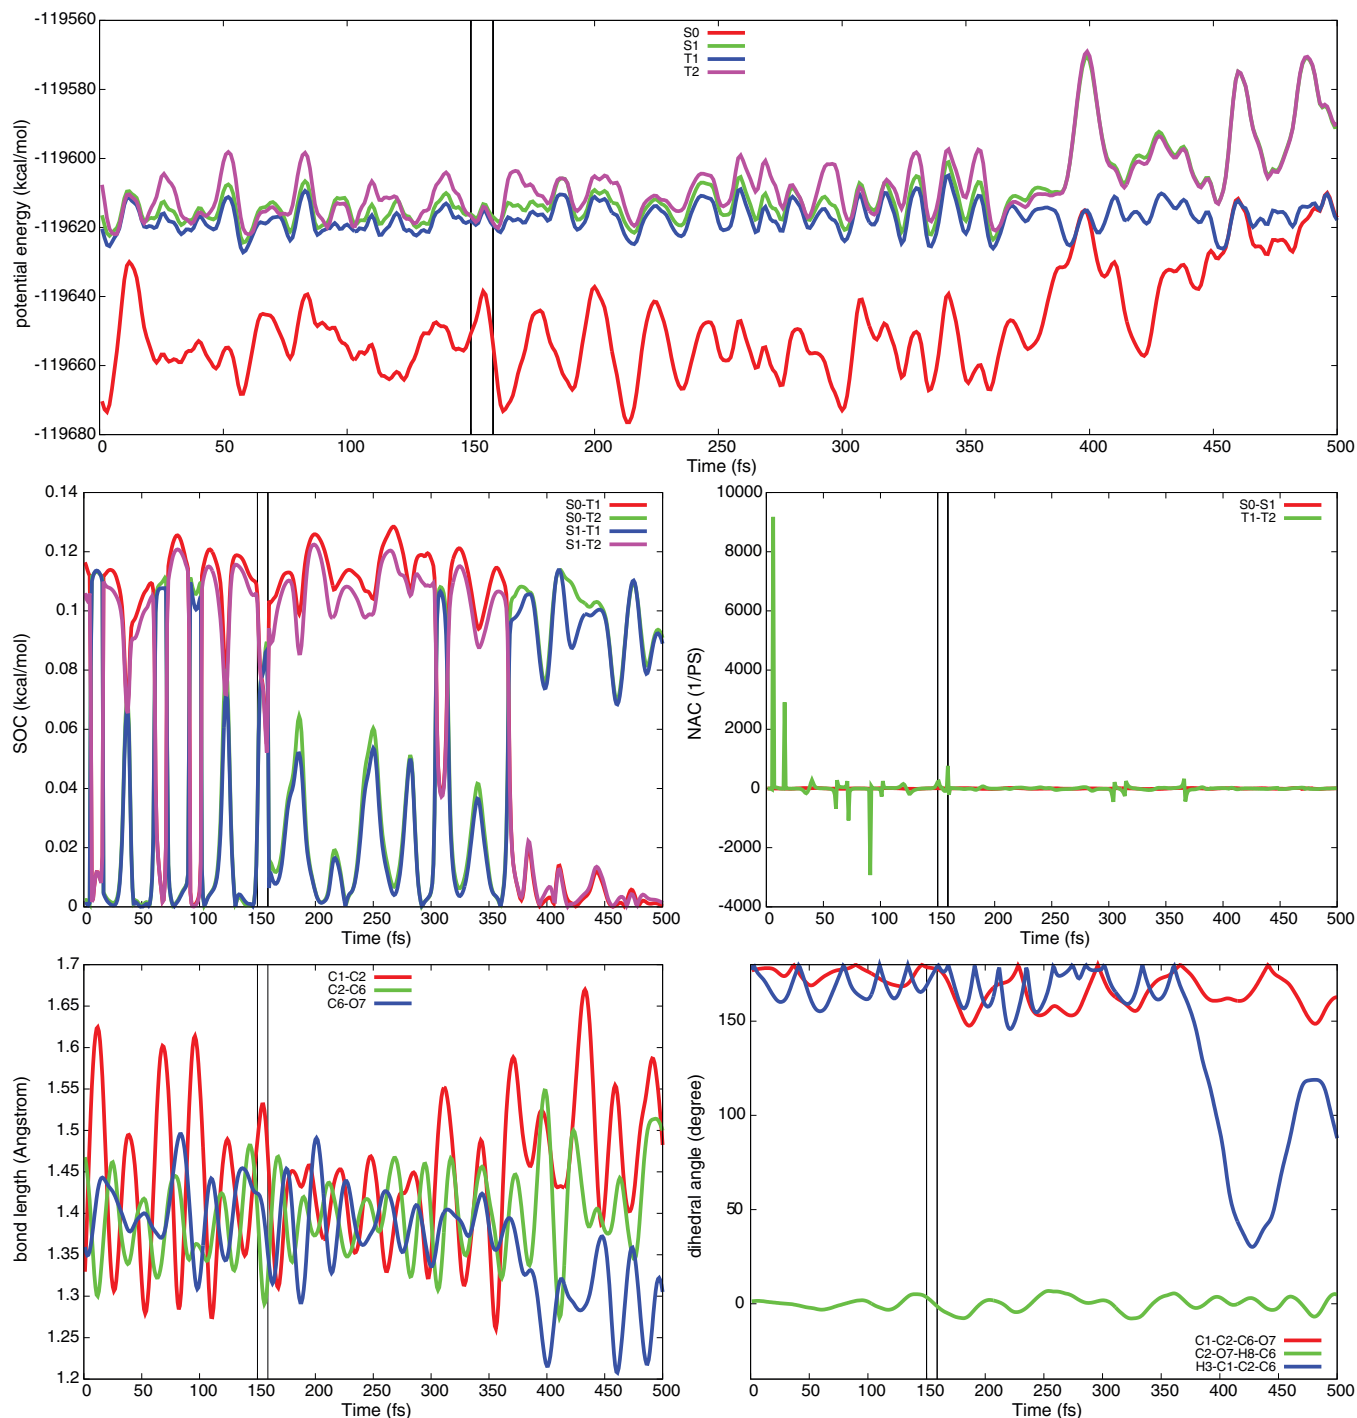 potential energy (kcal/mol)
-119560
-119580
-119600
-119620
-119640
-119660
-119680
S0
S1
T1
T2
0 50 100 150 200 250 300 350 400 450 500
Time (fs)
SOC (kcal/mol)
0.14
0.12
0.1
0.08
0.06
0.04
0.02
0
S0-T1
S0-T2
S1-T1
S1-T2
0 50 100 150 200 250 300 350 400 450 500
Time (fs)
NAC (1/PS)
10000
8000
6000
4000
2000
0
-2000
-4000
S0-S1
T1-T2
0 50 100 150 200 250 300 350 400 450 500
Time (fs)
bond length (Angstrom)
1.7
1.65
1.6
1.55
1.5
1.45
1.4
1.35
1.3
1.25
1.2
C1-C2
C2-C6
C6-O7
0 50 100 150 200 250 300 350 400 450 500
Time (fs)
dihedral angle (degree)
150
100
50
0
C1-C2-C6-O7
C2-O7-H8-C6
H3-C1-C2-C6
0 50 100 150 200 250 300 350 400 450 500
Time (fs)